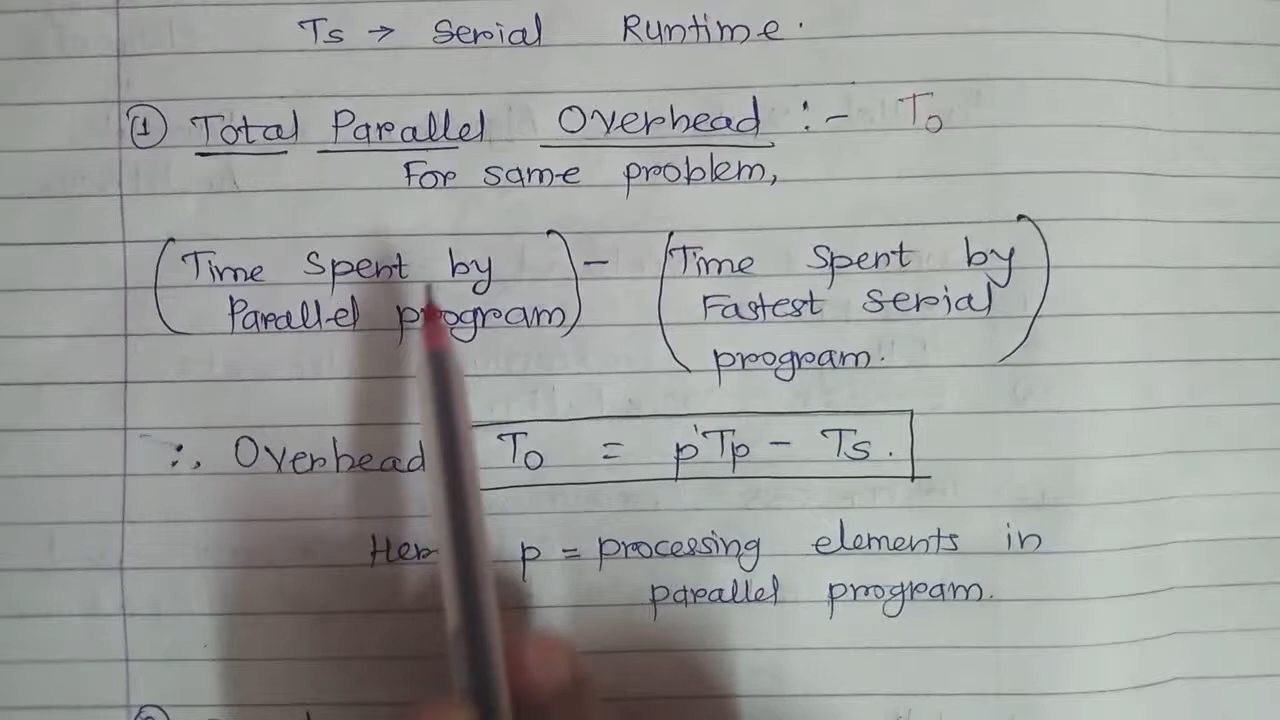 Ts → Serial Runtime.
① Total Parallel Overhead :- To
For same problem,
(Time Spent by Parallel program) - (Time Spent by Fastest serial program.)
∴ Overhead To = p'Tp - Ts.
p = processing elements in
parallel program.